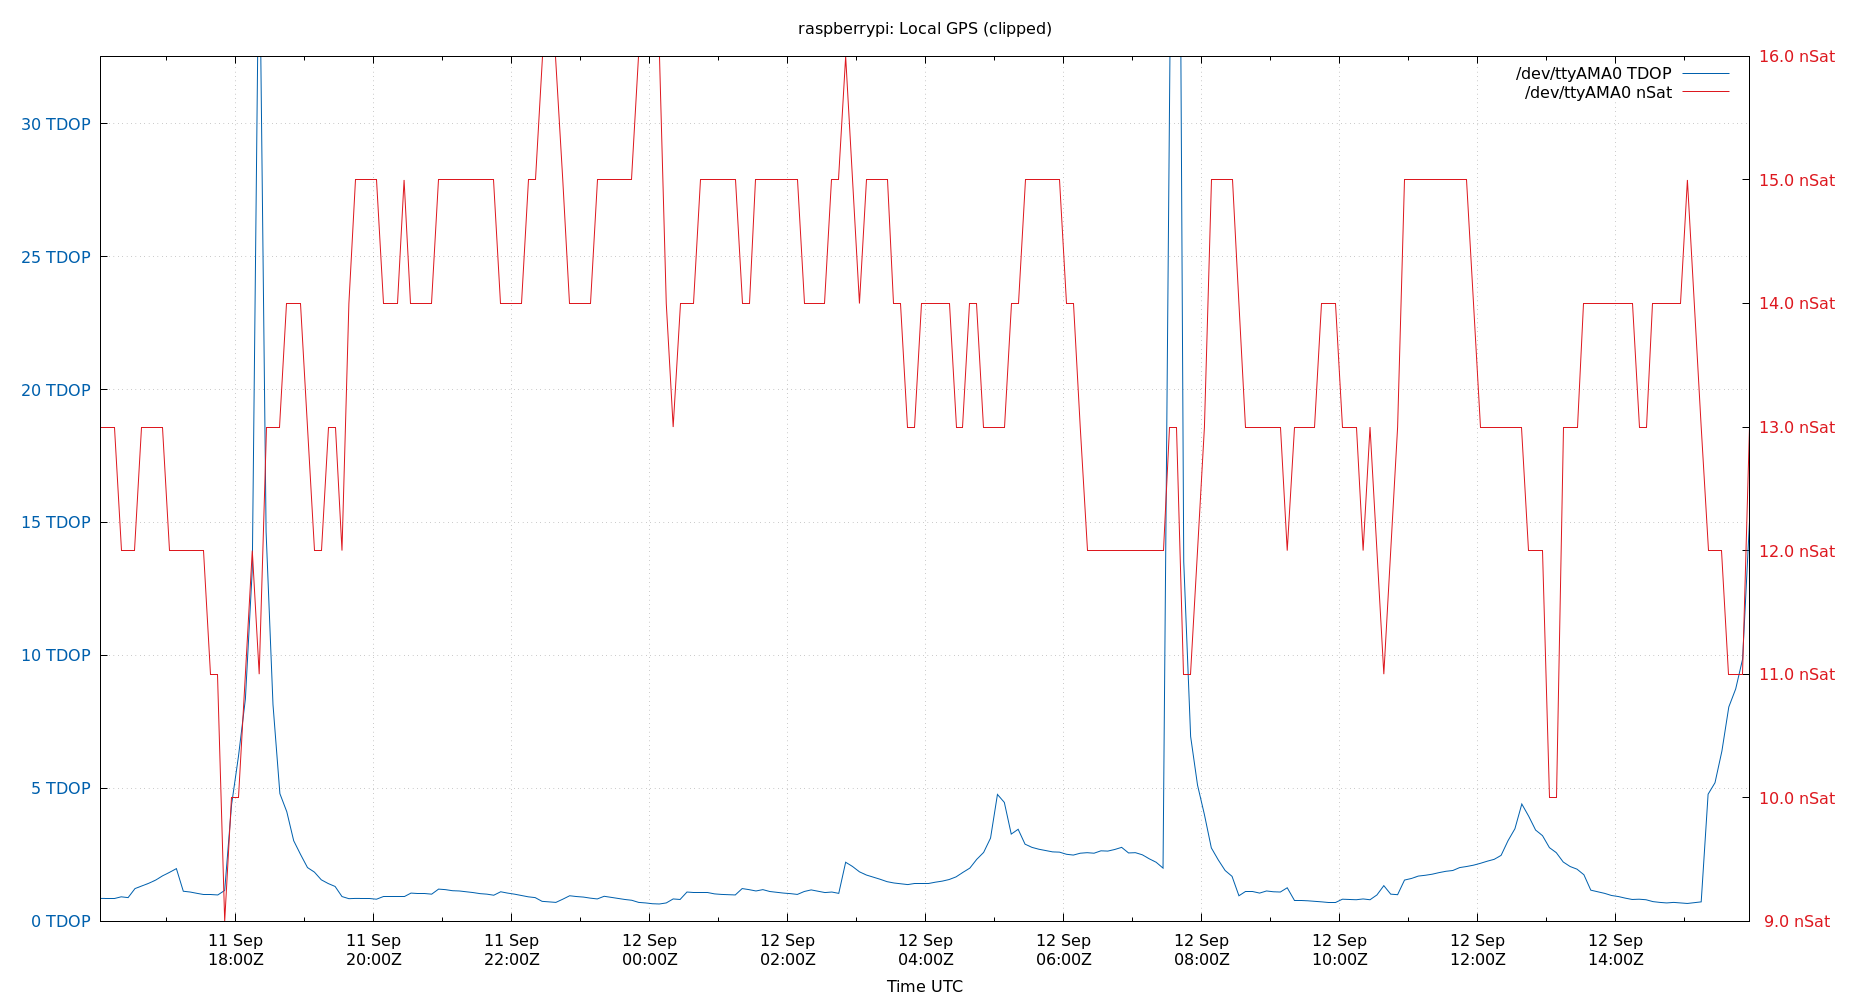 raspberrypi: Local GPS (clipped)
/dev/ttyAMA0 TDOP
/dev/ttyAMA0 nSat
30 TDOP
25 TDOP
20 TDOP
15 TDOP
10 TDOP
5 TDOP
0 TDOP
16.0 nSat
15.0 nSat
14.0 nSat
13.0 nSat
12.0 nSat
11.0 nSat
10.0 nSat
9.0 nSat
11 Sep 11 Sep 11 Sep 12 Sep 12 Sep 12 Sep 12 Sep 12 Sep 12 Sep 12 Sep 12 Sep
18:00Z 20:00Z 22:00Z 00:00Z 02:00Z 04:00Z 06:00Z 08:00Z 10:00Z 12:00Z 14:00Z
Time UTC